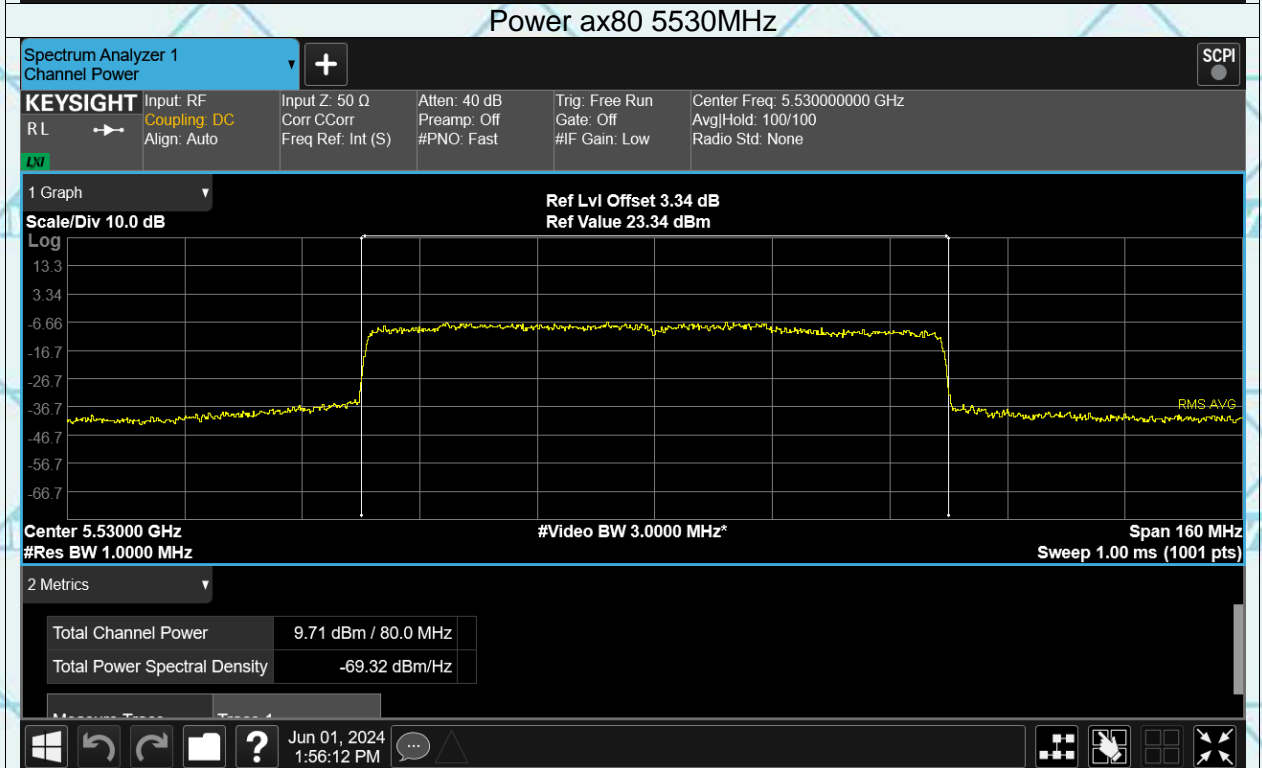 Power ax80 5530MHz
Spectrum Analyzer 1
Channel Power
SCPI
KEYSIGHT
R L
LXI
Input: RF
Coupling: DC
Align: Auto
Input Z: 50 Ω
Corr CCorr
Freq Ref: Int (S)
Atten: 40 dB
Preamp: Off
#PNO: Fast
Trig: Free Run
Gate: Off
#IF Gain: Low
Center Freq: 5.530000000 GHz
Avg|Hold: 100/100
Radio Std: None
1 Graph
Scale/Div 10.0 dB
Ref Lvl Offset 3.34 dB
Ref Value 23.34 dBm
Log
13.3
3.34
-6.66
-16.7
-26.7
-36.7
-46.7
-56.7
-66.7
RMS AVG
Center 5.53000 GHz
#Res BW 1.0000 MHz
#Video BW 3.0000 MHz*
Span 160 MHz
Sweep 1.00 ms (1001 pts)
2 Metrics
Total Channel Power 9.71 dBm / 80.0 MHz
Total Power Spectral Density -69.32 dBm/Hz
Measure Trace Trace 1
Jun 01, 2024
1:56:12 PM